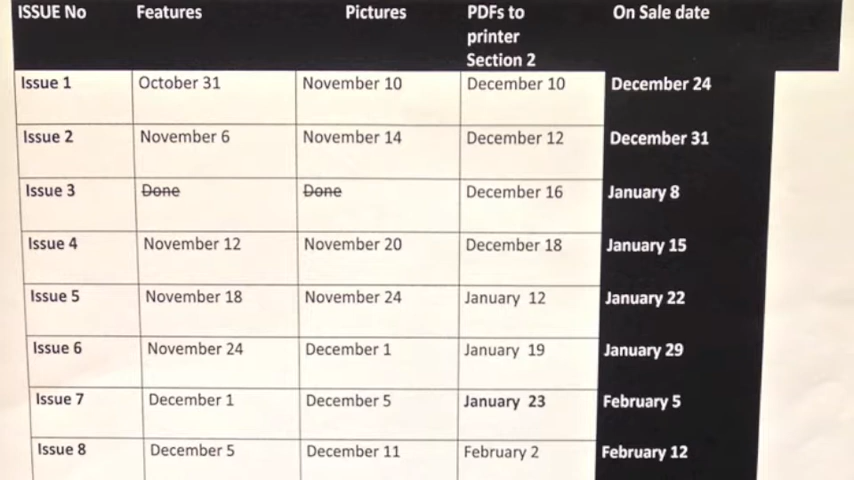 ISSUE No Features Pictures PDFs to printer Section 2 On Sale date
Issue 1 October 31 November 10 December 10 December 24
Issue 2 November 6 November 14 December 12 December 31
Issue 3 Done Done December 16 January 8
Issue 4 November 12 November 20 December 18 January 15
Issue 5 November 18 November 24 January 12 January 22
Issue 6 November 24 December 1 January 19 January 29
Issue 7 December 1 December 5 January 23 February 5
Issue 8 December 5 December 11 February 2 February 12